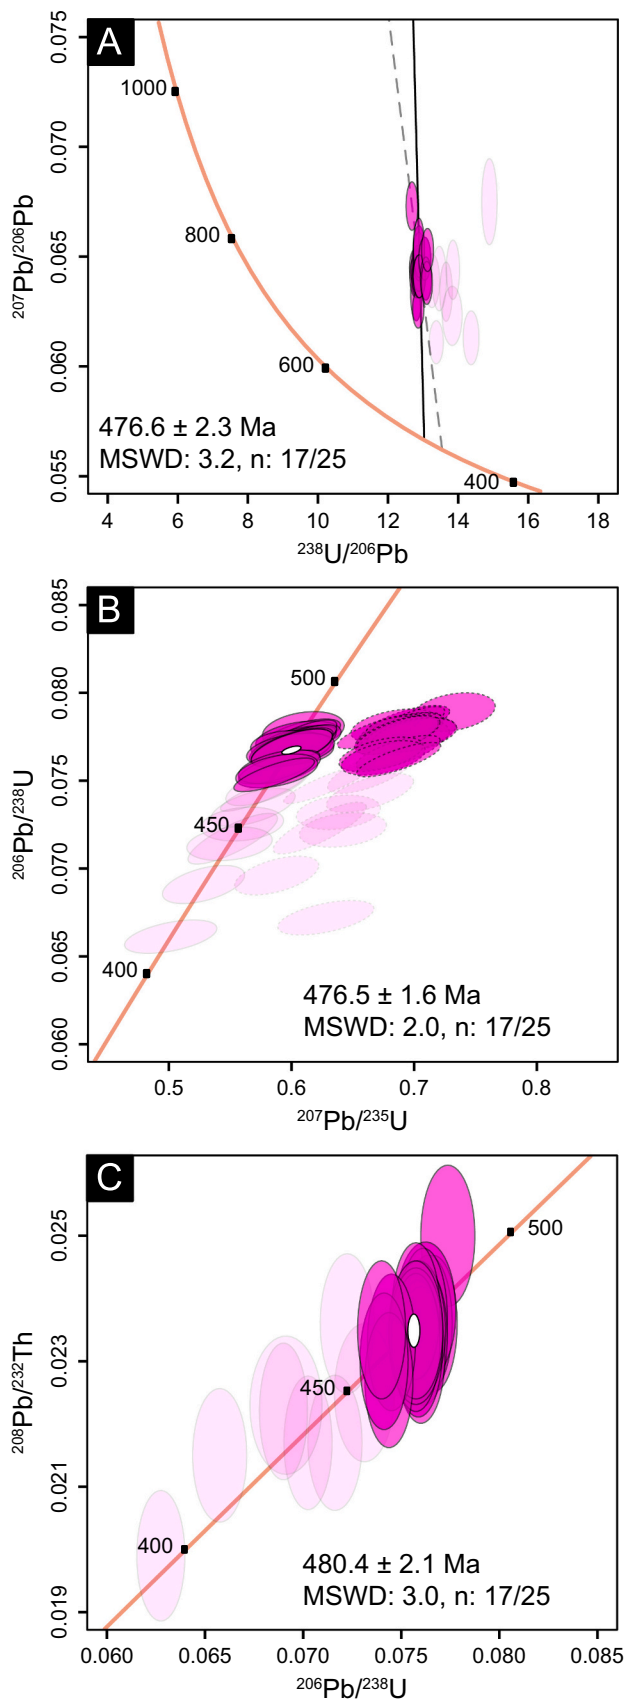 A
0.075
0.070
0.065
0.060
0.055
207Pb/206Pb
1000
800
600
400
476.6 ± 2.3 Ma
MSWD: 3.2, n: 17/25
4 6 8 10 12 14 16 18
238U/206Pb
B
0.085
0.080
0.075
0.070
0.065
0.060
206Pb/238U
500
450
400
476.5 ± 1.6 Ma
MSWD: 2.0, n: 17/25
0.5 0.6 0.7 0.8
207Pb/235U
C
0.025
0.023
0.021
0.019
208Pb/232Th
500
450
400
480.4 ± 2.1 Ma
MSWD: 3.0, n: 17/25
0.060 0.065 0.070 0.075 0.080 0.085
206Pb/238U